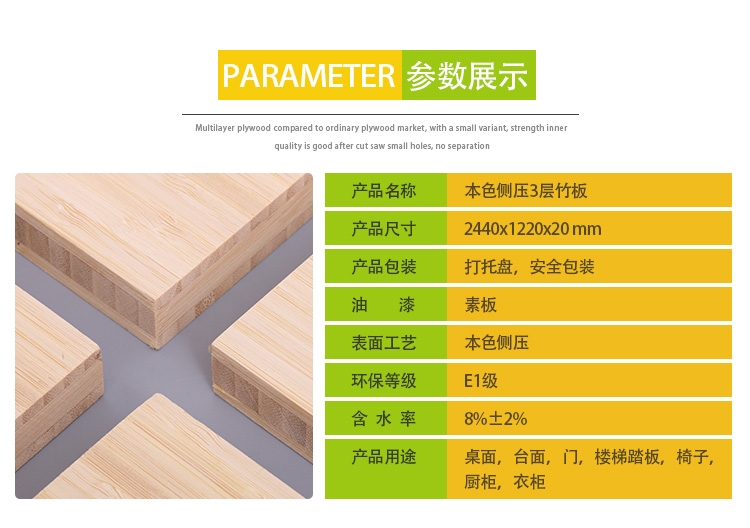 PARAMETER 参数展示
Multilayer plywood compared to ordinary plywood market, with a small variant, strength inner
quality is good after cut saw small holes, no separation
产品名称 本色侧压3层竹板
产品尺寸 2440x1220x20 mm
产品包装 打托盘，安全包装
油 漆 素板
表面工艺 本色侧压
环保等级 E1级
含 水 率 8%±2%
产品用途 桌面，台面，门，楼梯踏板，椅子，
厨柜，衣柜